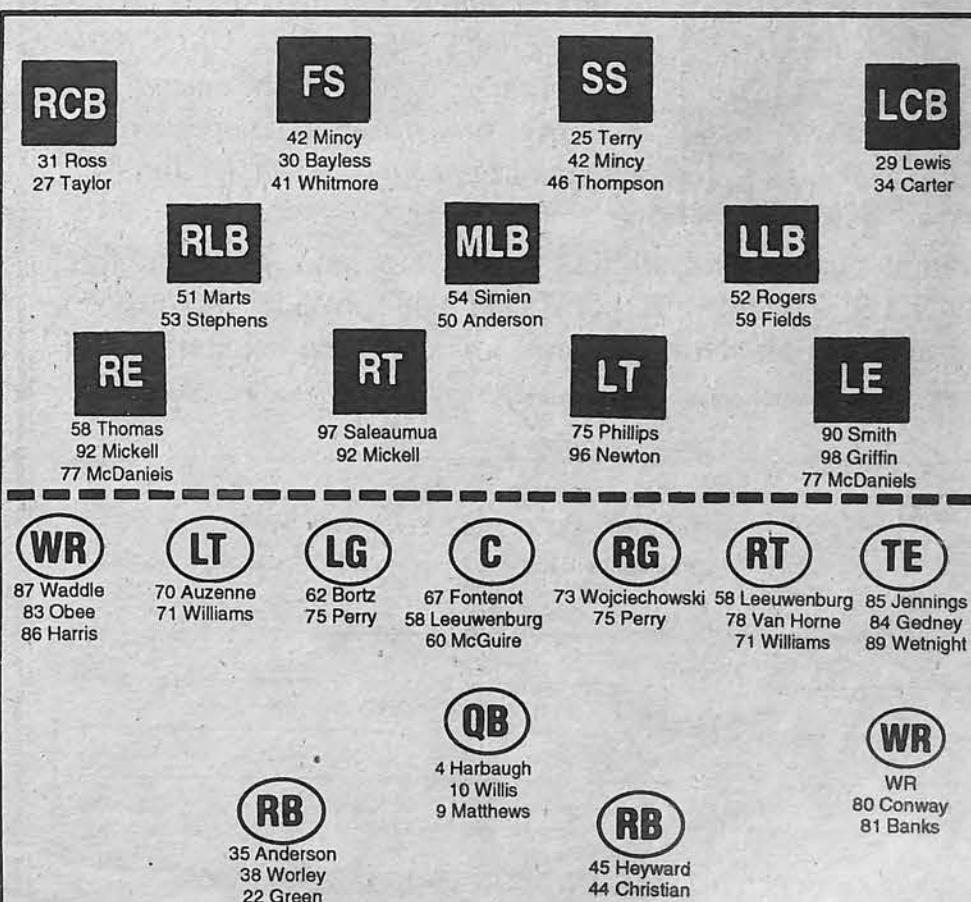 RCB
31 Ross
27 Taylor
FS
42 Mincy
30 Bayless
41 Whitmore
SS
25 Terry
42 Mincy
46 Thompson
LCB
29 Lewis
34 Carter
RLB
51 Marts
53 Stephens
MLB
54 Simien
50 Anderson
LLB
52 Rogers
59 Fields
RE
58 Thomas
92 Mickell
77 McDaniels
RT
97 Saleaumua
92 Mickell
LT
75 Phillips
96 Newton
LE
90 Smith
98 Griffin
77 McDaniels
WR
87 Waddle
83 Obee
86 Harris
LT
70 Auzenne
71 Williams
LG
62 Bortz
75 Perry
C
67 Fontenot
58 Leeuwenburg
60 McGuire
RG
73 Wojciechowski
75 Perry
RT
58 Leeuwenburg
78 Van Horne
71 Williams
TE
85 Jennings
84 Gedney
89 Wetnight
QB
4 Harbaugh
10 Willis
9 Matthews
WR
WR
80 Conway
81 Banks
RB
35 Anderson
38 Worley
22 Green
RB
45 Heyward
44 Christian